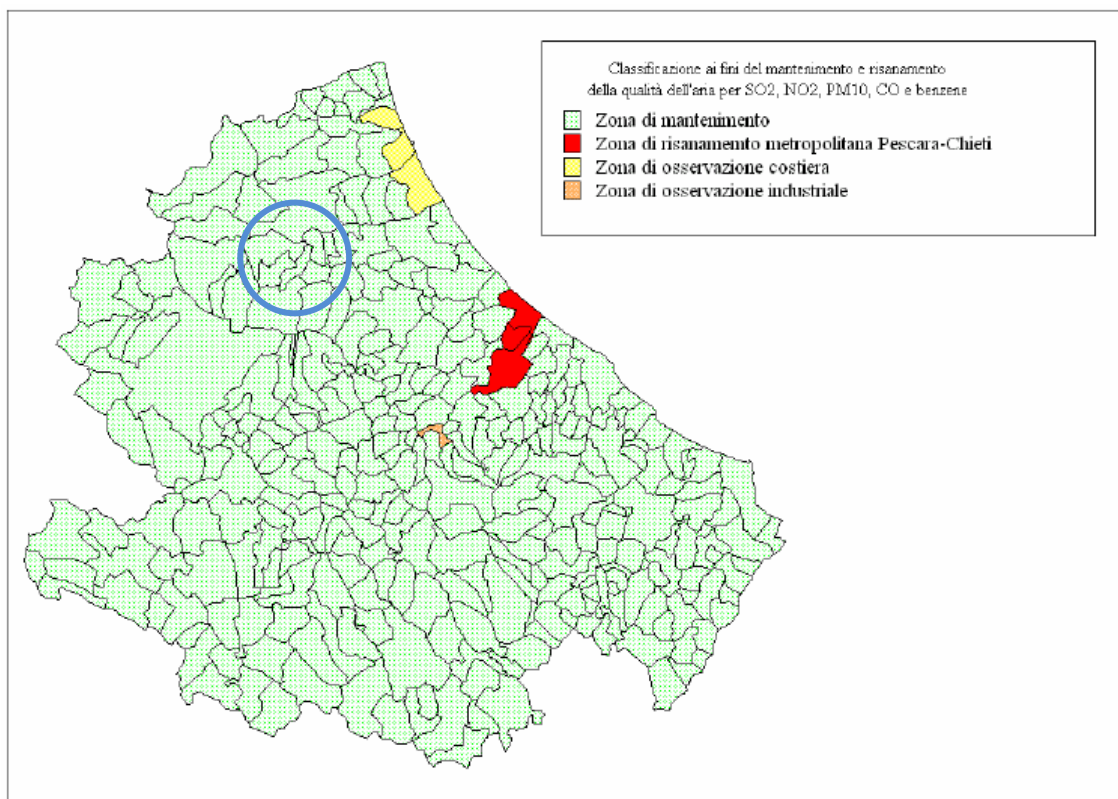 Classificazione ai fini del mantenimento e risanamento
della qualità dell'aria per SO2, NO2, PM10, CO e benzene
Zona di mantenimento
Zona di risanamemto metropolitana Pescara-Chieti
Zona di osservazione costiera
Zona di osservazione industriale